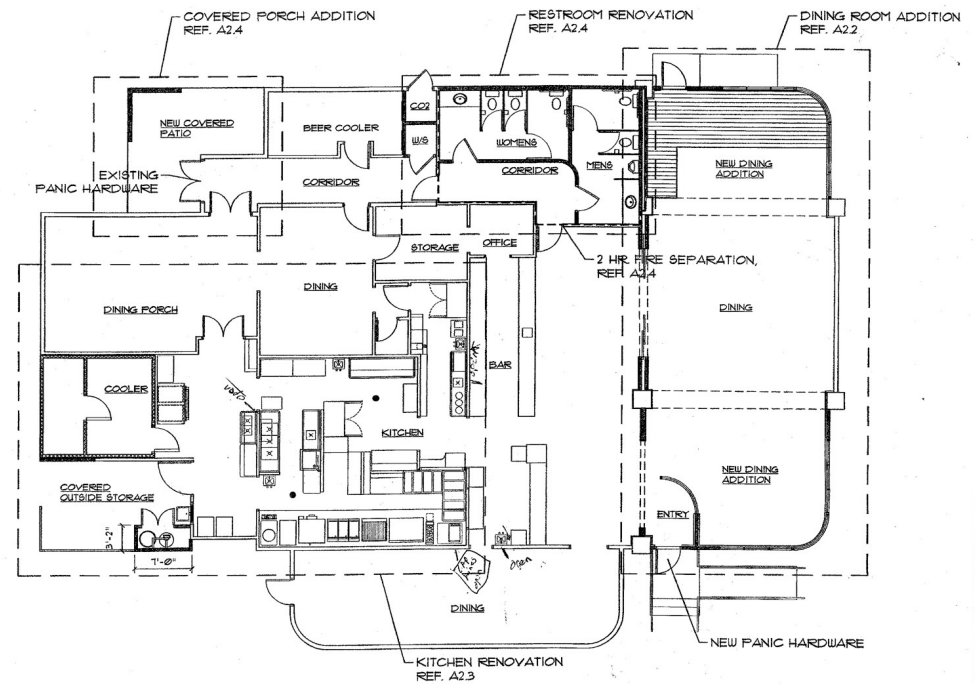 COVERED PORCH ADDITION
REF. A2.4
RESTROOM RENOVATION
REF. A2.4
DINING ROOM ADDITION
REF. A2.2
CO2
NEW COVERED
PATIO
BEER COOLER
W/S
WOMENS
MENS
NEW DINING
ADDITION
EXISTING
PANIC HARDWARE
CORRIDOR
CORRIDOR
STORAGE
OFFICE
2 HR. FIRE SEPARATION,
REF. A2.4
DINING
DINING PORCH
DINING
BAR
COOLER
KITCHEN
NEW DINING
ADDITION
COVERED
OUTSIDE STORAGE
ENTRY
3'-2"
7'-0"
open
DINING
NEW PANIC HARDWARE
KITCHEN RENOVATION
REF. A2.3